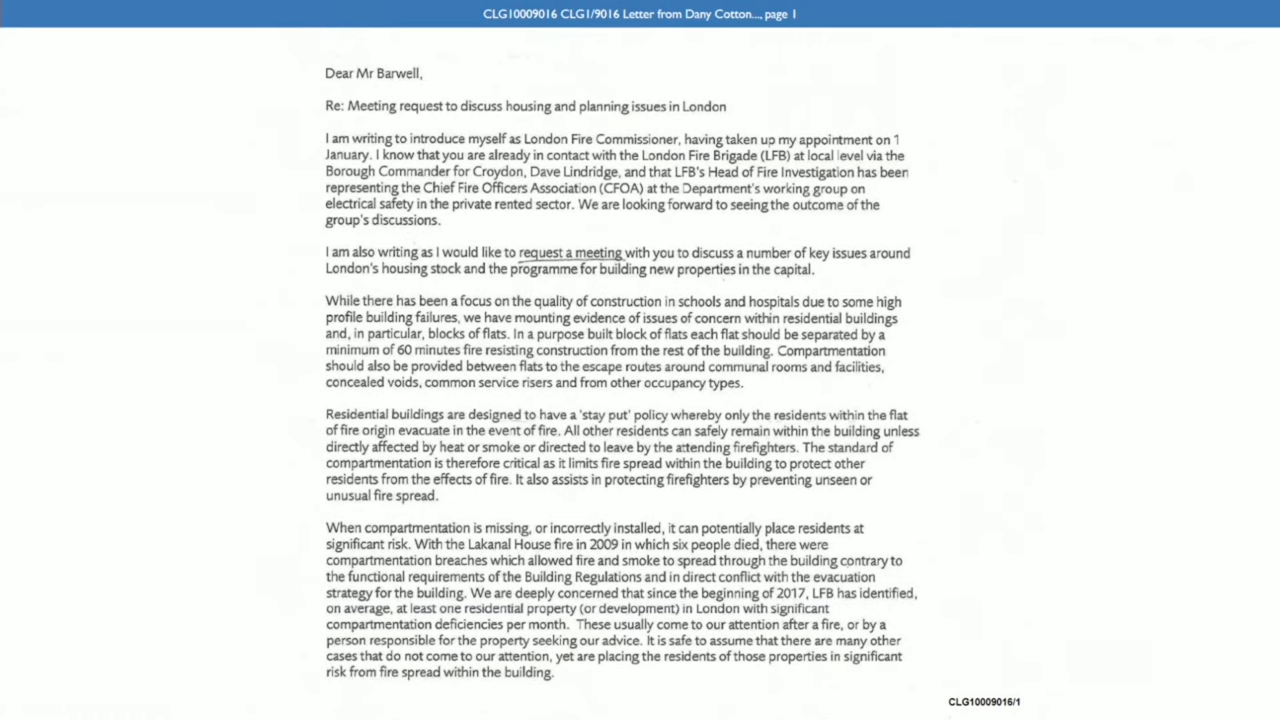 CLG10009016 CLG1/9016 Letter from Dany Cotton..., page 1
Dear Mr Barwell,
Re: Meeting request to discuss housing and planning issues in London
I am writing to introduce myself as London Fire Commissioner, having taken up my appointment on 1
January. I know that you are already in contact with the London Fire Brigade (LFB) at local level via the
Borough Commander for Croydon, Dave Lindridge, and that LFB's Head of Fire Investigation has been
representing the Chief Fire Officers Association (CFOA) at the Department's working group on
electrical safety in the private rented sector. We are looking forward to seeing the outcome of the
group's discussions.
I am also writing as I would like to request a meeting with you to discuss a number of key issues around
London's housing stock and the programme for building new properties in the capital.
While there has been a focus on the quality of construction in schools and hospitals due to some high
profile building failures, we have mounting evidence of issues of concern within residential buildings
and, in particular, blocks of flats. In a purpose built block of flats each flat should be separated by a
minimum of 60 minutes fire resisting construction from the rest of the building. Compartmentation
should also be provided between flats to the escape routes around communal rooms and facilities,
concealed voids, common service risers and from other occupancy types.
Residential buildings are designed to have a 'stay put' policy whereby only the residents within the flat
of fire origin evacuate in the event of fire. All other residents can safely remain within the building unless
directly affected by heat or smoke or directed to leave by the attending firefighters. The standard of
compartmentation is therefore critical as it limits fire spread within the building to protect other
residents from the effects of fire. It also assists in protecting firefighters by preventing unseen or
unusual fire spread.
When compartmentation is missing, or incorrectly installed, it can potentially place residents at
significant risk. With the Lakanal House fire in 2009 in which six people died, there were
compartmentation breaches which allowed fire and smoke to spread through the building contrary to
the functional requirements of the Building Regulations and in direct conflict with the evacuation
strategy for the building. We are deeply concerned that since the beginning of 2017, LFB has identified,
on average, at least one residential property (or development) in London with significant
compartmentation deficiencies per month. These usually come to our attention after a fire, or by a
person responsible for the property seeking our advice. It is safe to assume that there are many other
cases that do not come to our attention, yet are placing the residents of those properties in significant
risk from fire spread within the building.
CLG10009016/1